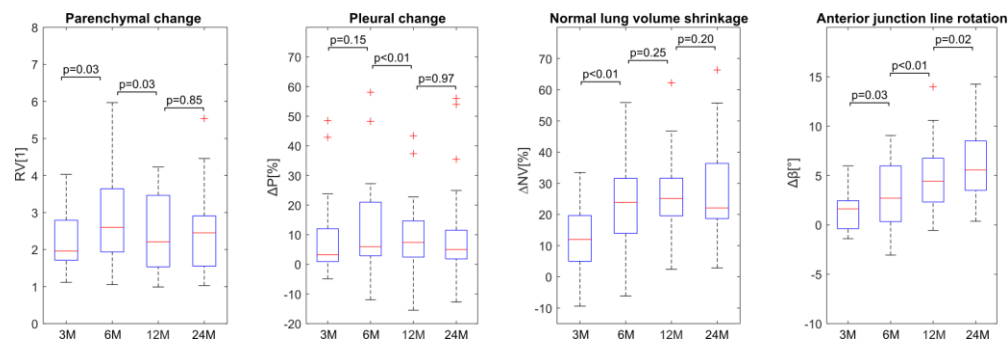 Parenchymal change
RV[1]
8
7
6
5
4
3
2
1
0
p=0.03
p=0.03
p=0.85
3M 6M 12M 24M
Pleural change
ΔP[%]
70
60
50
40
30
20
10
0
-10
-20
p=0.15
p<0.01
p=0.97
3M 6M 12M 24M
Normal lung volume shrinkage
ΔNV[%]
70
60
50
40
30
20
10
0
-10
p<0.01
p=0.25
p=0.20
3M 6M 12M 24M
Anterior junction line rotation
Δβ[°]
15
10
5
0
-5
-10
p=0.03
p<0.01
p=0.02
3M 6M 12M 24M